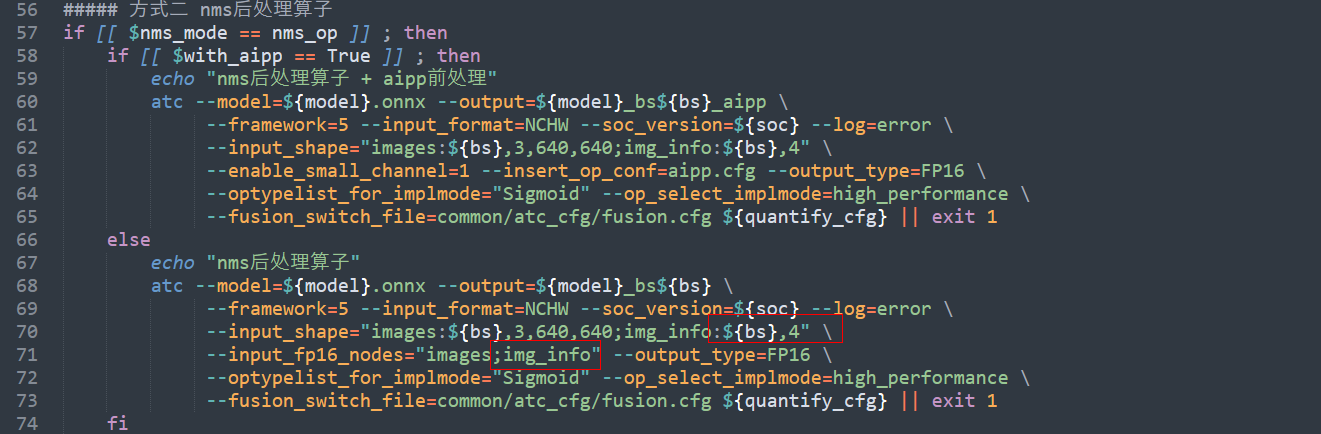 56 ##### 方式二 nms后处理算子
57 if [[ $nms_mode == nms_op ]] ; then
58 if [[ $with_aipp == True ]] ; then
59 echo "nms后处理算子 + aipp前处理"
60 atc --model=${model}.onnx --output=${model}_bs${bs}_aipp \
61 --framework=5 --input_format=NCHW --soc_version=${soc} --log=error \
62 --input_shape="images:${bs},3,640,640;img_info:${bs},4" \
63 --enable_small_channel=1 --insert_op_conf=aipp.cfg --output_type=FP16 \
64 --optypelist_for_implmode="Sigmoid" --op_select_implmode=high_performance \
65 --fusion_switch_file=common/atc_cfg/fusion.cfg ${quantify_cfg} || exit 1
66 else
67 echo "nms后处理算子"
68 atc --model=${model}.onnx --output=${model}_bs${bs} \
69 --framework=5 --input_format=NCHW --soc_version=${soc} --log=error \
70 --input_shape="images:${bs},3,640,640;img_info:${bs},4" \
71 --input_fp16_nodes="images;img_info" --output_type=FP16 \
72 --optypelist_for_implmode="Sigmoid" --op_select_implmode=high_performance \
73 --fusion_switch_file=common/atc_cfg/fusion.cfg ${quantify_cfg} || exit 1
74 fi